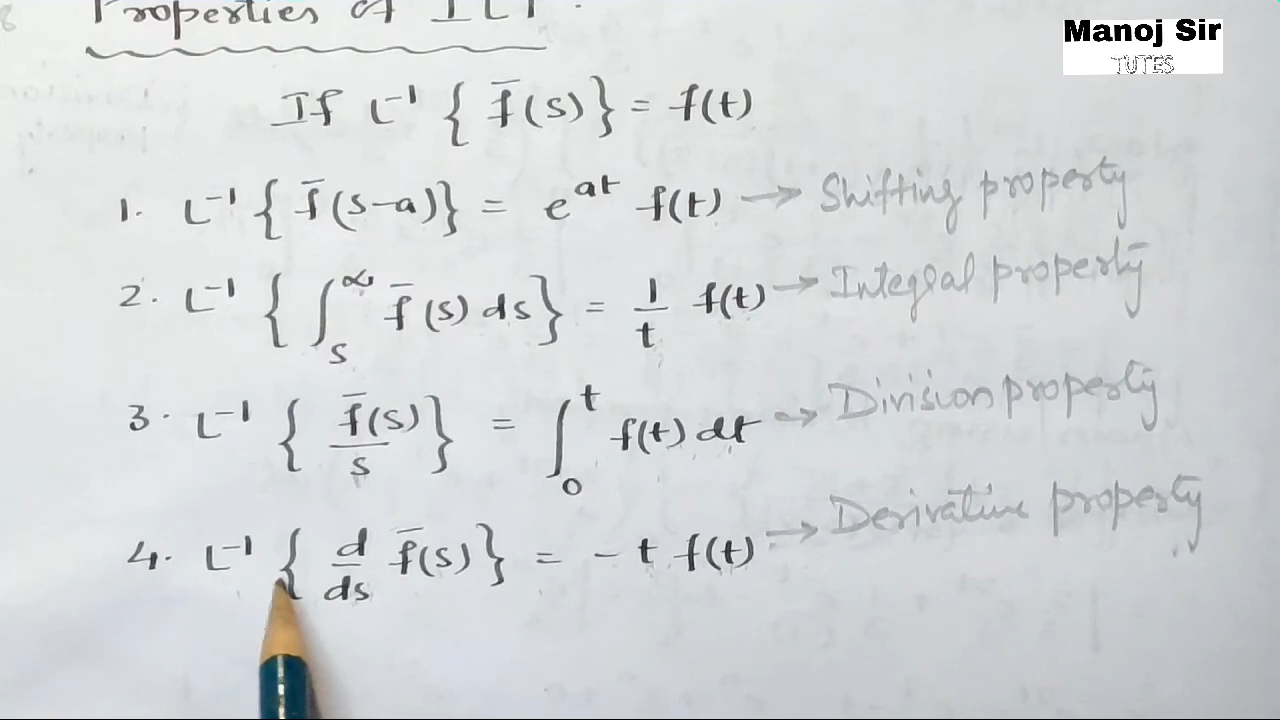 Properties of ILT.
Manoj Sir
TUTES
If L⁻¹ { f̄(s)} = f(t)
1. L⁻¹ { f̄(s-a)} = e^{at} f(t) → Shifting property
2. L⁻¹ { ∫_s^∞ f̄(s) ds} = 1/t f(t) → Integral property
3. L⁻¹ { f̄(s)/s } = ∫_0^t f(t) dt → Division property
4. L⁻¹ { d/ds f̄(s)} = - t f(t) → Derivative property